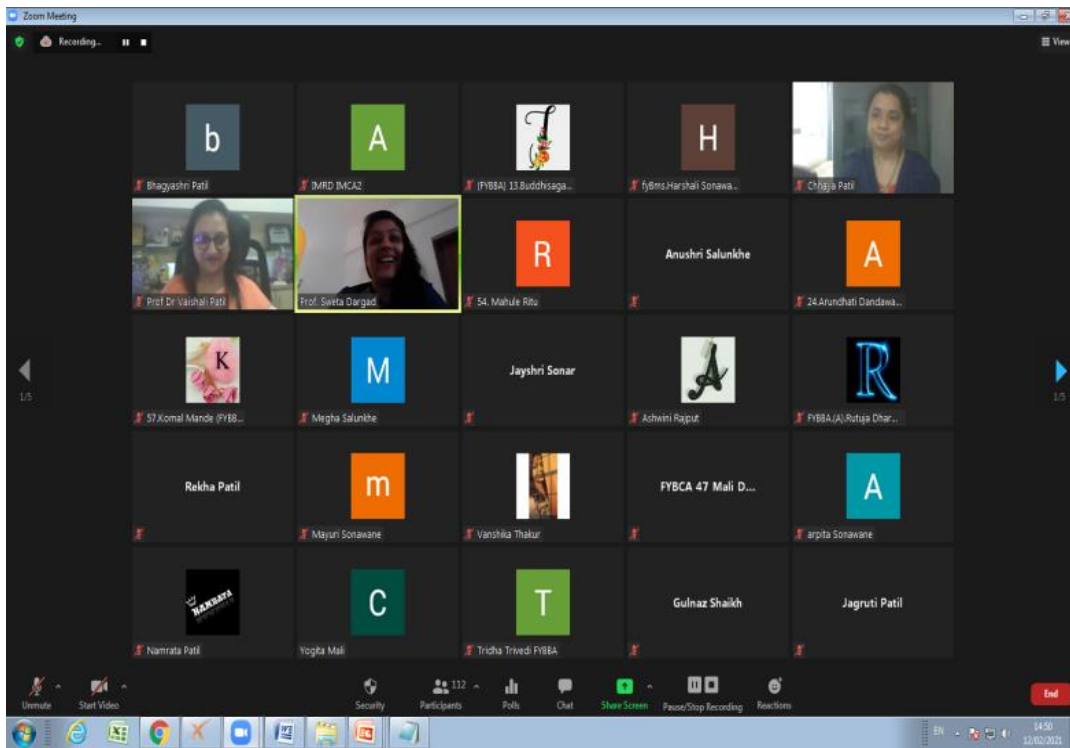 Zoom Meeting
Recording...
View
b
A
H
Bhagyashri Patil
IMRD IMCA2
(FYBBA) 13.Buddhisaga...
fyBms.Harshali Sonawa...
Chhaja Patil
R
Anushri Salunkhe
A
Prof Dr Vaishali Patil
Prof. Sweta Dargad
54. Mahule Ritu
24.Arundhati Dandawa...
K
M
Jayshri Sonar
A
R
1/5
1/5
57.Komal Mande (FYBB...
Megha Salunkhe
Ashwini Rajput
FYBBA.(A).Rutuja Dhar...
Rekha Patil
m
FYBCA 47 Mali D...
A
Mayuri Sonawane
Vanshika Thakur
arpita Sonawane
NAMRATA
C
T
Gulnaz Shaikh
Jagruti Patil
Namrata Patil
Yogita Mali
Tridha Trivedi FYBBA
112
Unmute
Start Video
Security
Participants
Polls
Chat
Share Screen
Pause/Stop Recording
Reactions
End
EN
14:50
12/02/2021